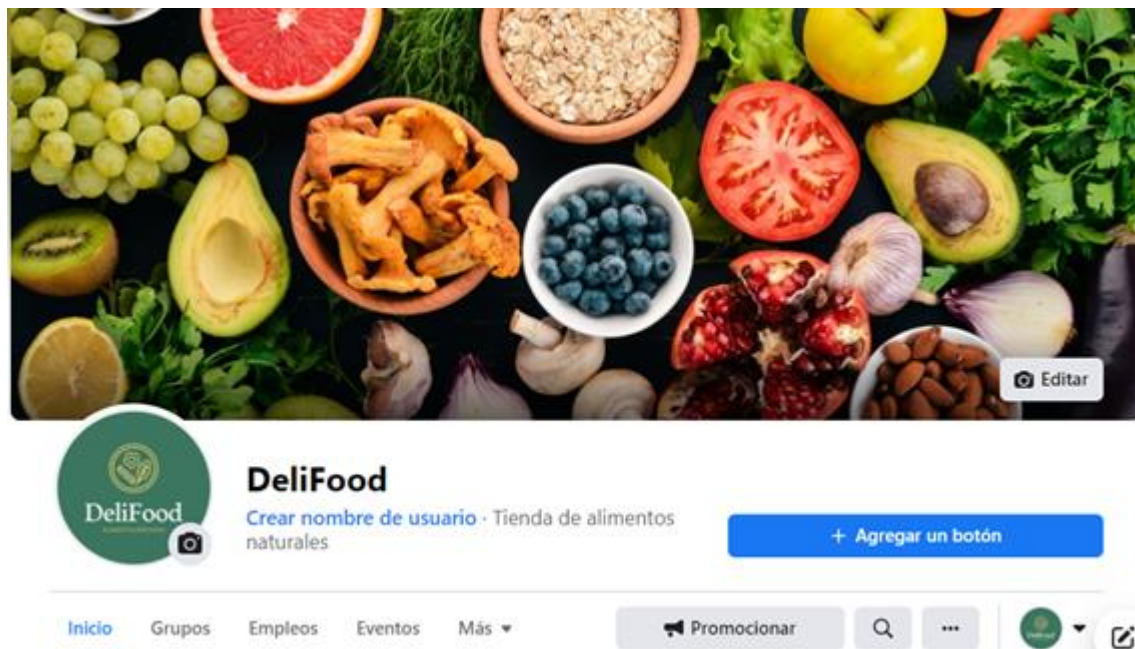 Editar
DeliFood
DeliFood
Crear nombre de usuario · Tienda de alimentos
naturales
+ Agregar un botón
Inicio Grupos Empleos Eventos Más
Promocionar